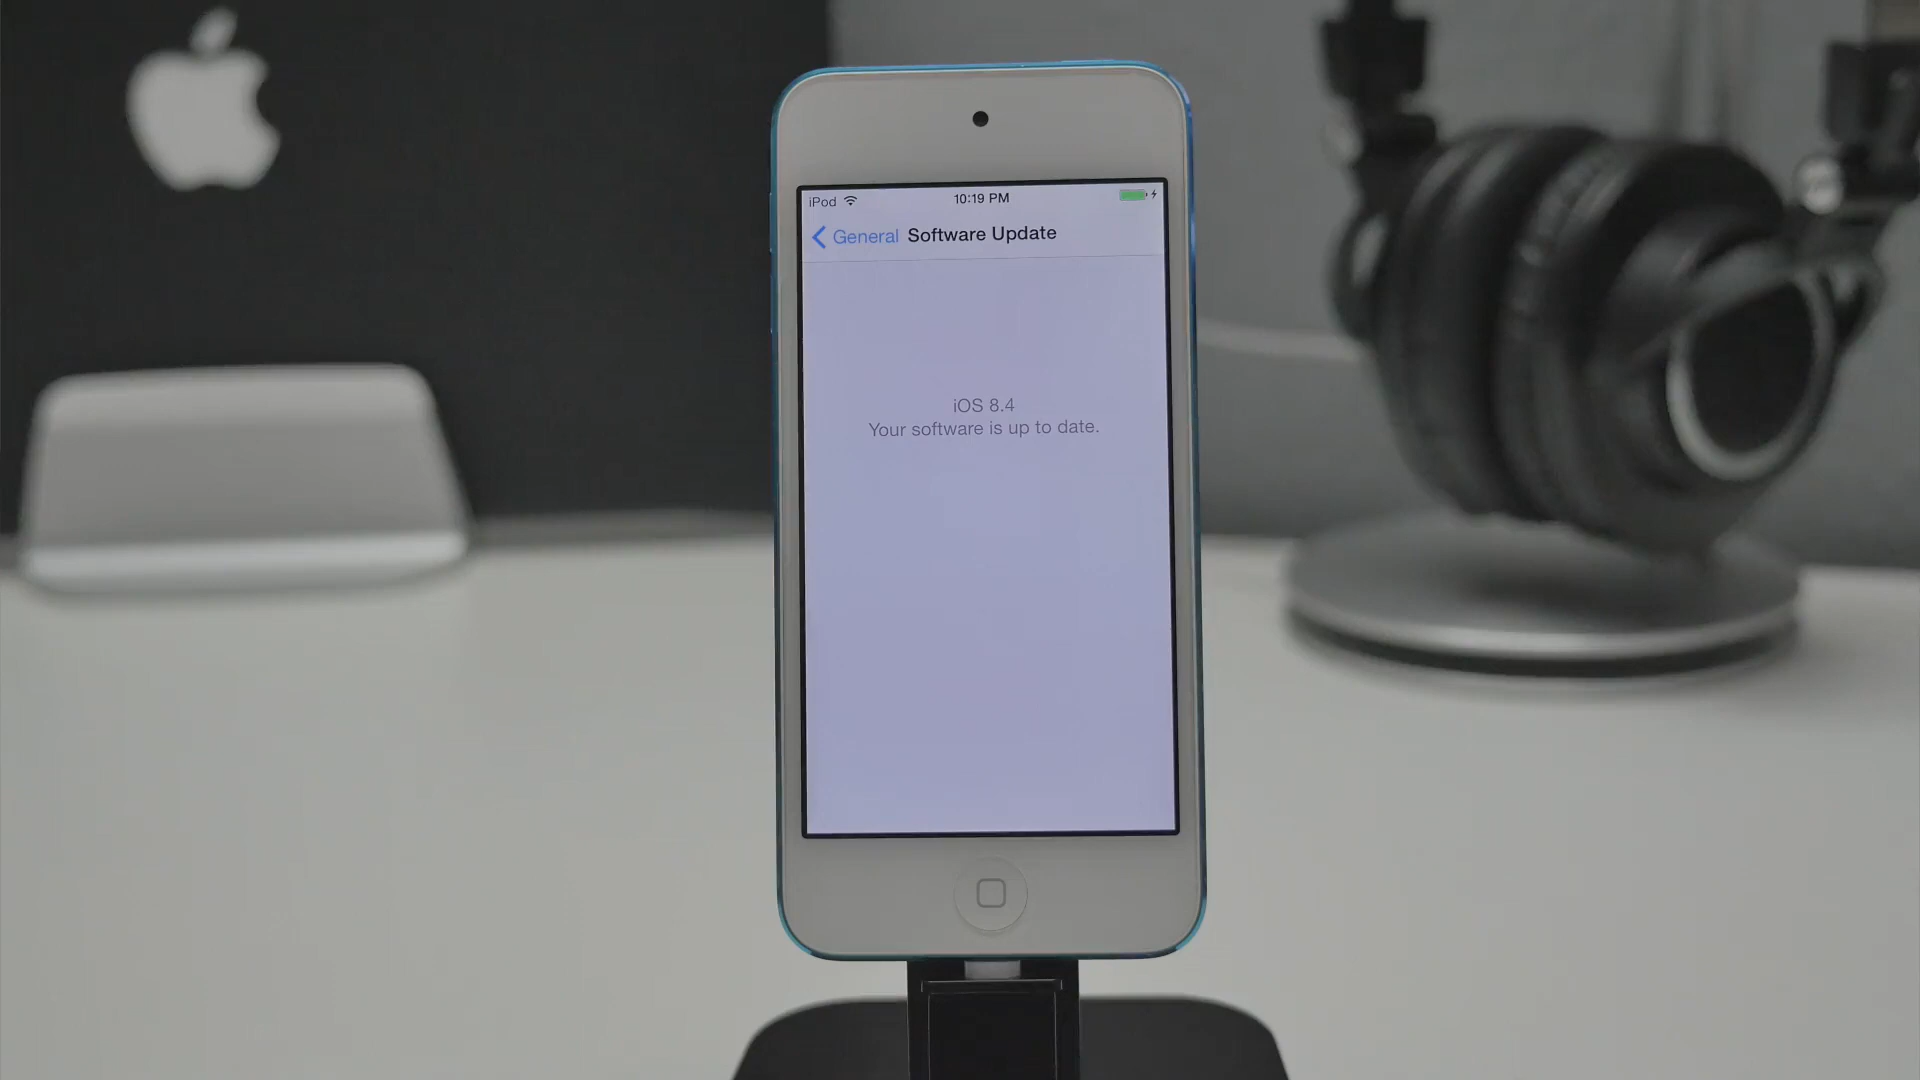 iPod
10:19 PM
General Software Update
iOS 8.4
Your software is up to date.